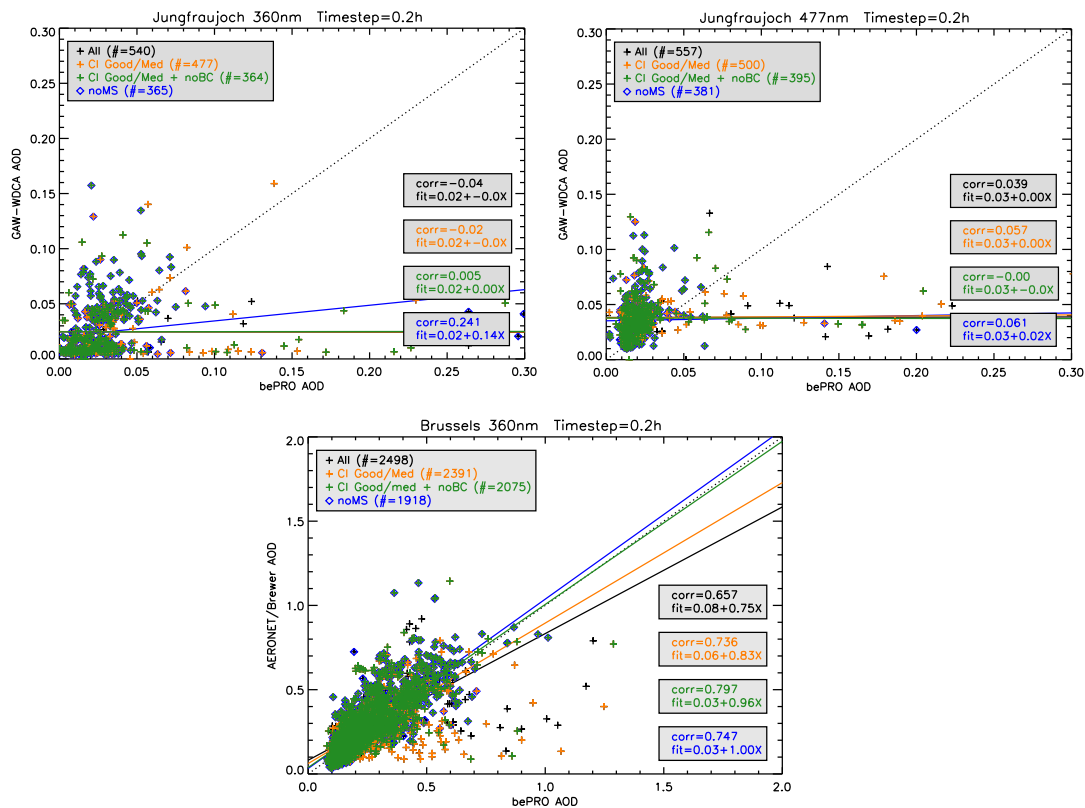 Jungfraujoch 360nm Timestep=0.2h
0.30
0.25
0.20
0.15
0.10
0.05
0.00
GAW-WDCA AOD
+ All (#=540)
+ CI Good/Med (#=477)
+ CI Good/Med + noBC (#=364)
◇ noMS (#=365)
corr=-0.04
fit=0.02+-0.0X
corr=-0.02
fit=0.02+-0.0X
corr=0.005
fit=0.02+0.00X
corr=0.241
fit=0.02+0.14X
0.00 0.05 0.10 0.15 0.20 0.25 0.30
bePRO AOD
Jungfraujoch 477nm Timestep=0.2h
0.30
0.25
0.20
0.15
0.10
0.05
0.00
GAW-WDCA AOD
+ All (#=557)
+ CI Good/Med (#=500)
+ CI Good/Med + noBC (#=395)
◇ noMS (#=381)
corr=0.039
fit=0.03+0.00X
corr=0.057
fit=0.03+0.00X
corr=-0.00
fit=0.03+-0.0X
corr=0.061
fit=0.03+0.02X
0.00 0.05 0.10 0.15 0.20 0.25 0.30
bePRO AOD
Brussels 360nm Timestep=0.2h
2.0
1.5
1.0
0.5
0.0
AERONET/Brewer AOD
+ All (#=2498)
+ CI Good/Med (#=2391)
+ CI Good/med + noBC (#=2075)
◇ noMS (#=1918)
corr=0.657
fit=0.08+0.75X
corr=0.736
fit=0.06+0.83X
corr=0.797
fit=0.03+0.96X
corr=0.747
fit=0.03+1.00X
0.0 0.5 1.0 1.5 2.0
bePRO AOD